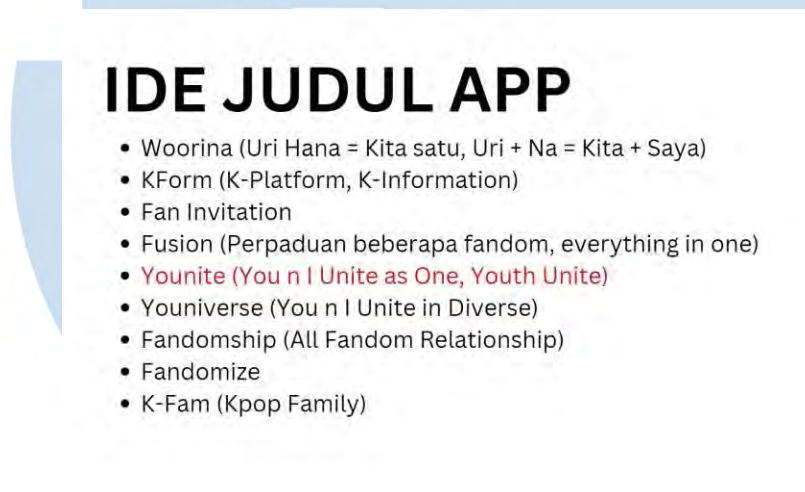 IDE JUDUL APP
• Woorina (Uri Hana = Kita satu, Uri + Na = Kita + Saya)
• KForm (K-Platform, K-Information)
• Fan Invitation
• Fusion (Perpaduan beberapa fandom, everything in one)
• Younite (You n I Unite as One, Youth Unite)
• Youniverse (You n I Unite in Diverse)
• Fandomship (All Fandom Relationship)
• Fandomize
• K-Fam (Kpop Family)